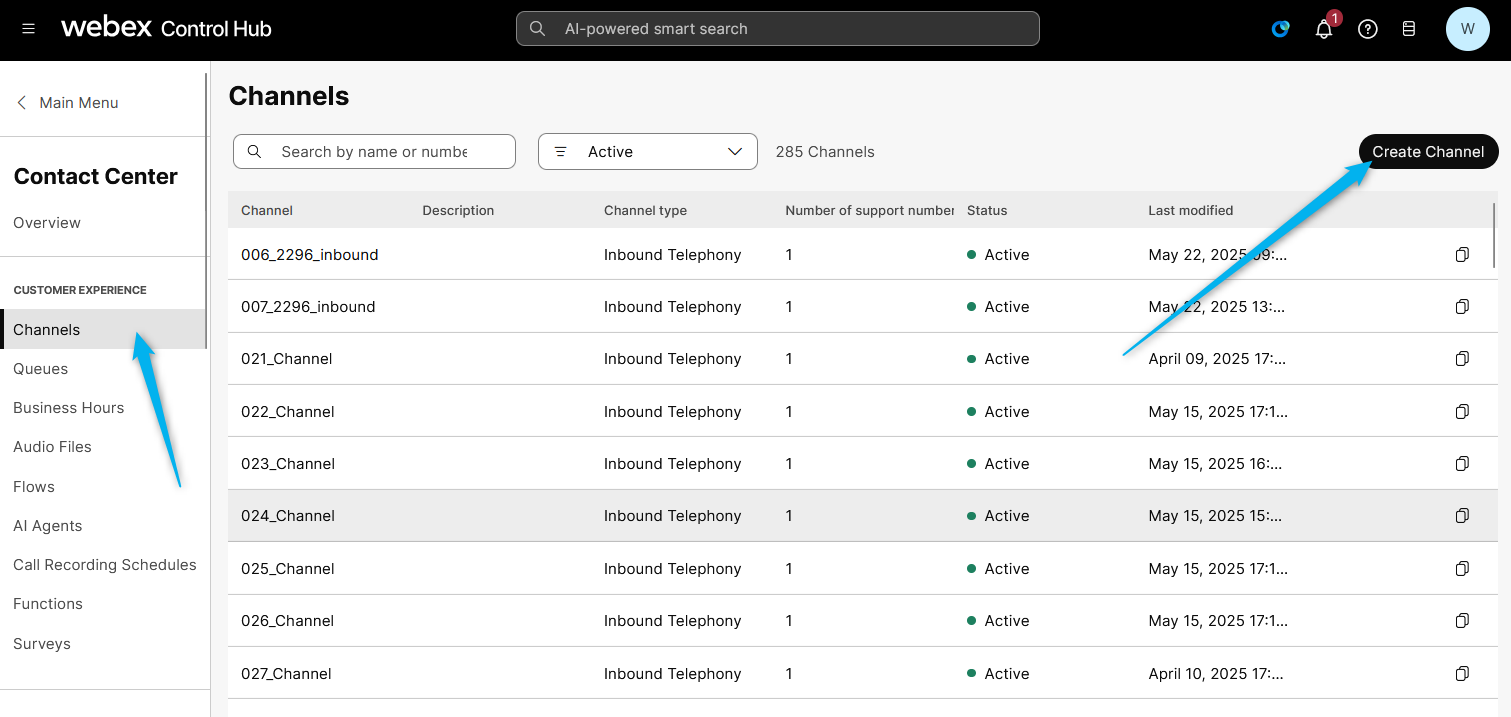 webex Control Hub
AI-powered smart search
1
W
Main Menu
Contact Center
Overview
CUSTOMER EXPERIENCE
Channels
Queues
Business Hours
Audio Files
Flows
AI Agents
Call Recording Schedules
Functions
Surveys
Channels
Search by name or numbe
Active
285 Channels
Create Channel
Channel Description Channel type Number of support number Status Last modified
006_2296_inbound Inbound Telephony 1 Active May 22, 2025 09:...
007_2296_inbound Inbound Telephony 1 Active May 22, 2025 13:...
021_Channel Inbound Telephony 1 Active April 09, 2025 17:...
022_Channel Inbound Telephony 1 Active May 15, 2025 17:1...
023_Channel Inbound Telephony 1 Active May 15, 2025 16:...
024_Channel Inbound Telephony 1 Active May 15, 2025 15:...
025_Channel Inbound Telephony 1 Active May 15, 2025 17:1...
026_Channel Inbound Telephony 1 Active May 15, 2025 17:1...
027_Channel Inbound Telephony 1 Active April 10, 2025 17:...